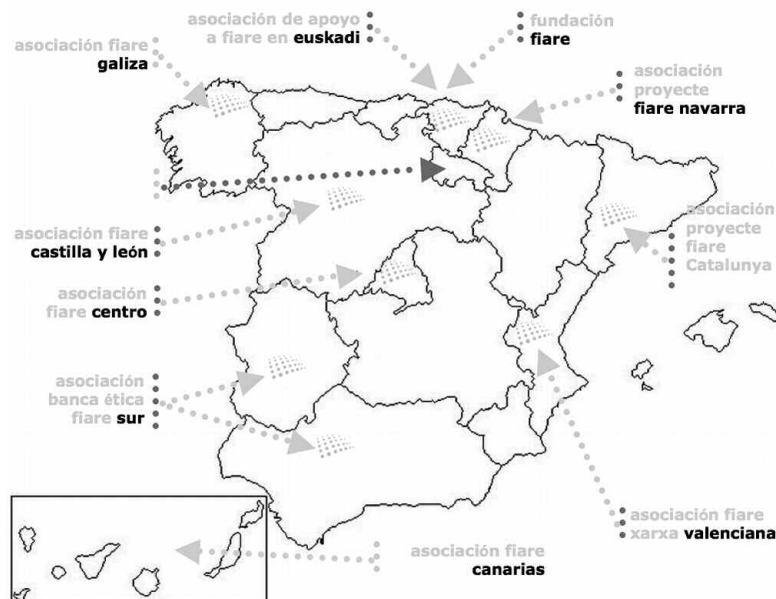 asociación de apoyo
a fiare en euskadi
fundación
fiare
asociación fiare
galiza
asociación
proyecte
fiare navarra
asociación fiare
castilla y león
asociación
proyecte
fiare
Catalunya
asociación
fiare centro
asociación
banca ética
fiare sur
asociación fiare
xarxa valenciana
asociación fiare
canarias